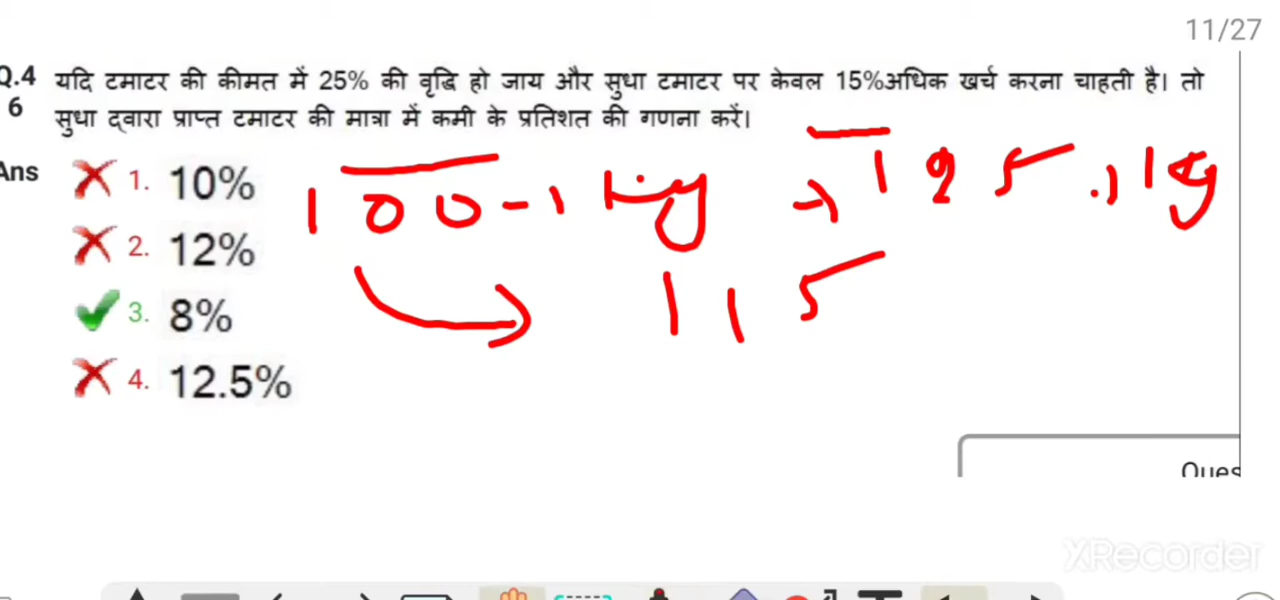 11/27
Q.4 यदि टमाटर की कीमत में 25% की वृद्धि हो जाय और सुधा टमाटर पर केवल 15%अधिक खर्च करना चाहती है। तो
6 सुधा द्वारा प्राप्त टमाटर की मात्रा में कमी के प्रतिशत की गणना करें।
Ans 1. 10%
100-1 kg → 125, 1kg
2. 12%
3. 8%
115
4. 12.5%
Ques
XRecorder